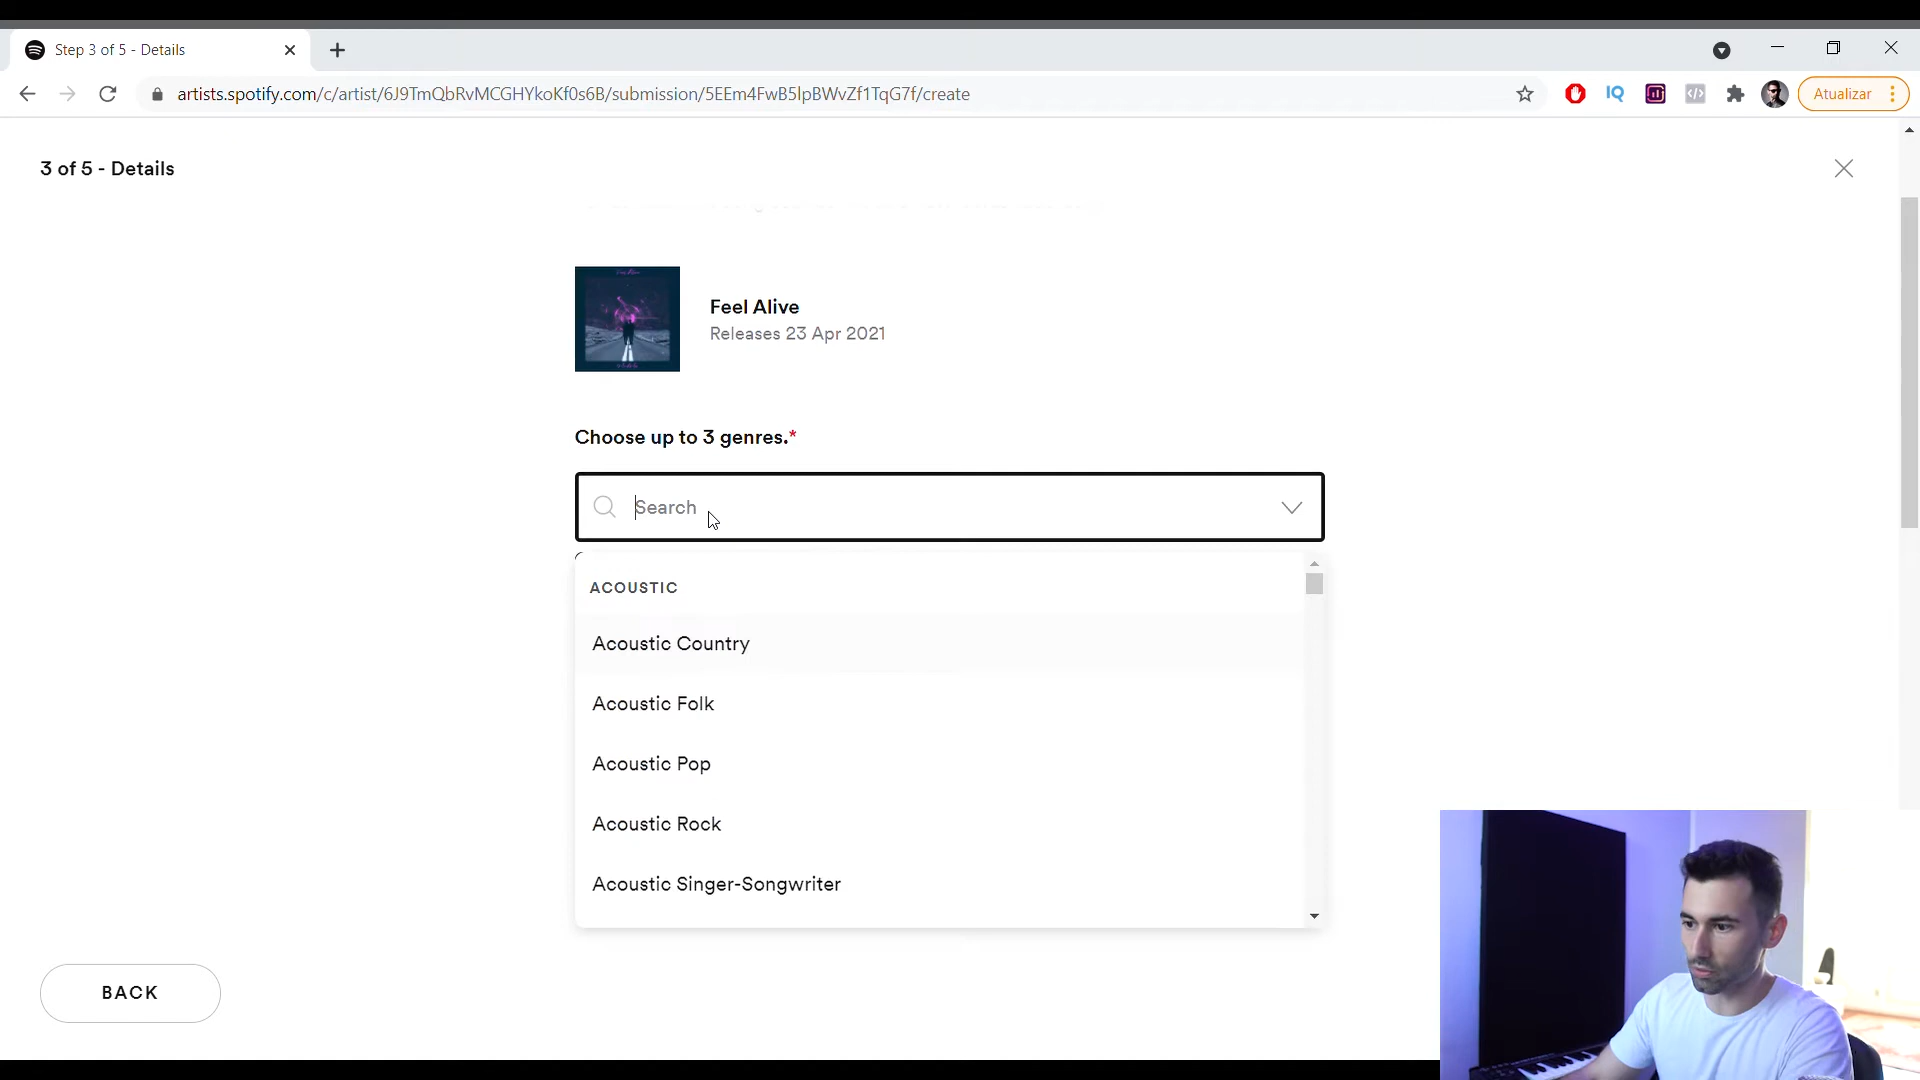 Step 3 of 5 - Details
artists.spotify.com/c/artist/6J9TmQbRvMCGHYkoKf0s6B/submission/5EEm4FwB5lpBWvZf1TqG7f/create
IQ
Atualizar
3 of 5 - Details
Feel Alive
Releases 23 Apr 2021
Choose up to 3 genres.*
Search
ACOUSTIC
Acoustic Country
Acoustic Folk
Acoustic Pop
Acoustic Rock
Acoustic Singer-Songwriter
BACK